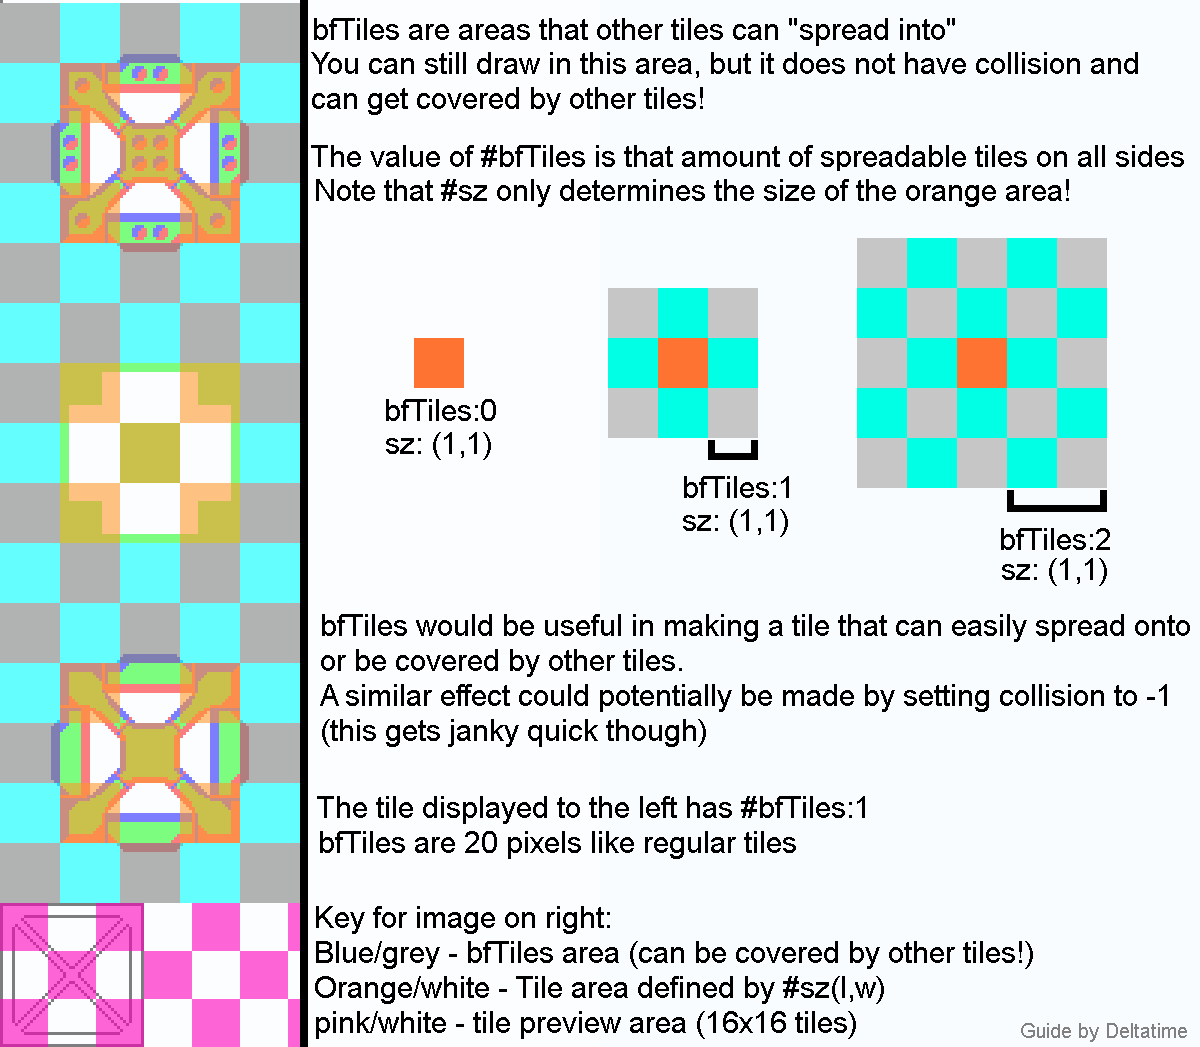 bfTiles are areas that other tiles can "spread into"
You can still draw in this area, but it does not have collision and
can get covered by other tiles!
The value of #bfTiles is that amount of spreadable tiles on all sides
Note that #sz only determines the size of the orange area!
bfTiles:0
sz: (1,1)
bfTiles:1
sz: (1,1)
bfTiles:2
sz: (1,1)
bfTiles would be useful in making a tile that can easily spread onto
or be covered by other tiles.
A similar effect could potentially be made by setting collision to -1
(this gets janky quick though)
The tile displayed to the left has #bfTiles:1
bfTiles are 20 pixels like regular tiles
Key for image on right:
Blue/grey - bfTiles area (can be covered by other tiles!)
Orange/white - Tile area defined by #sz(l,w)
pink/white - tile preview area (16x16 tiles)
Guide by Deltatime